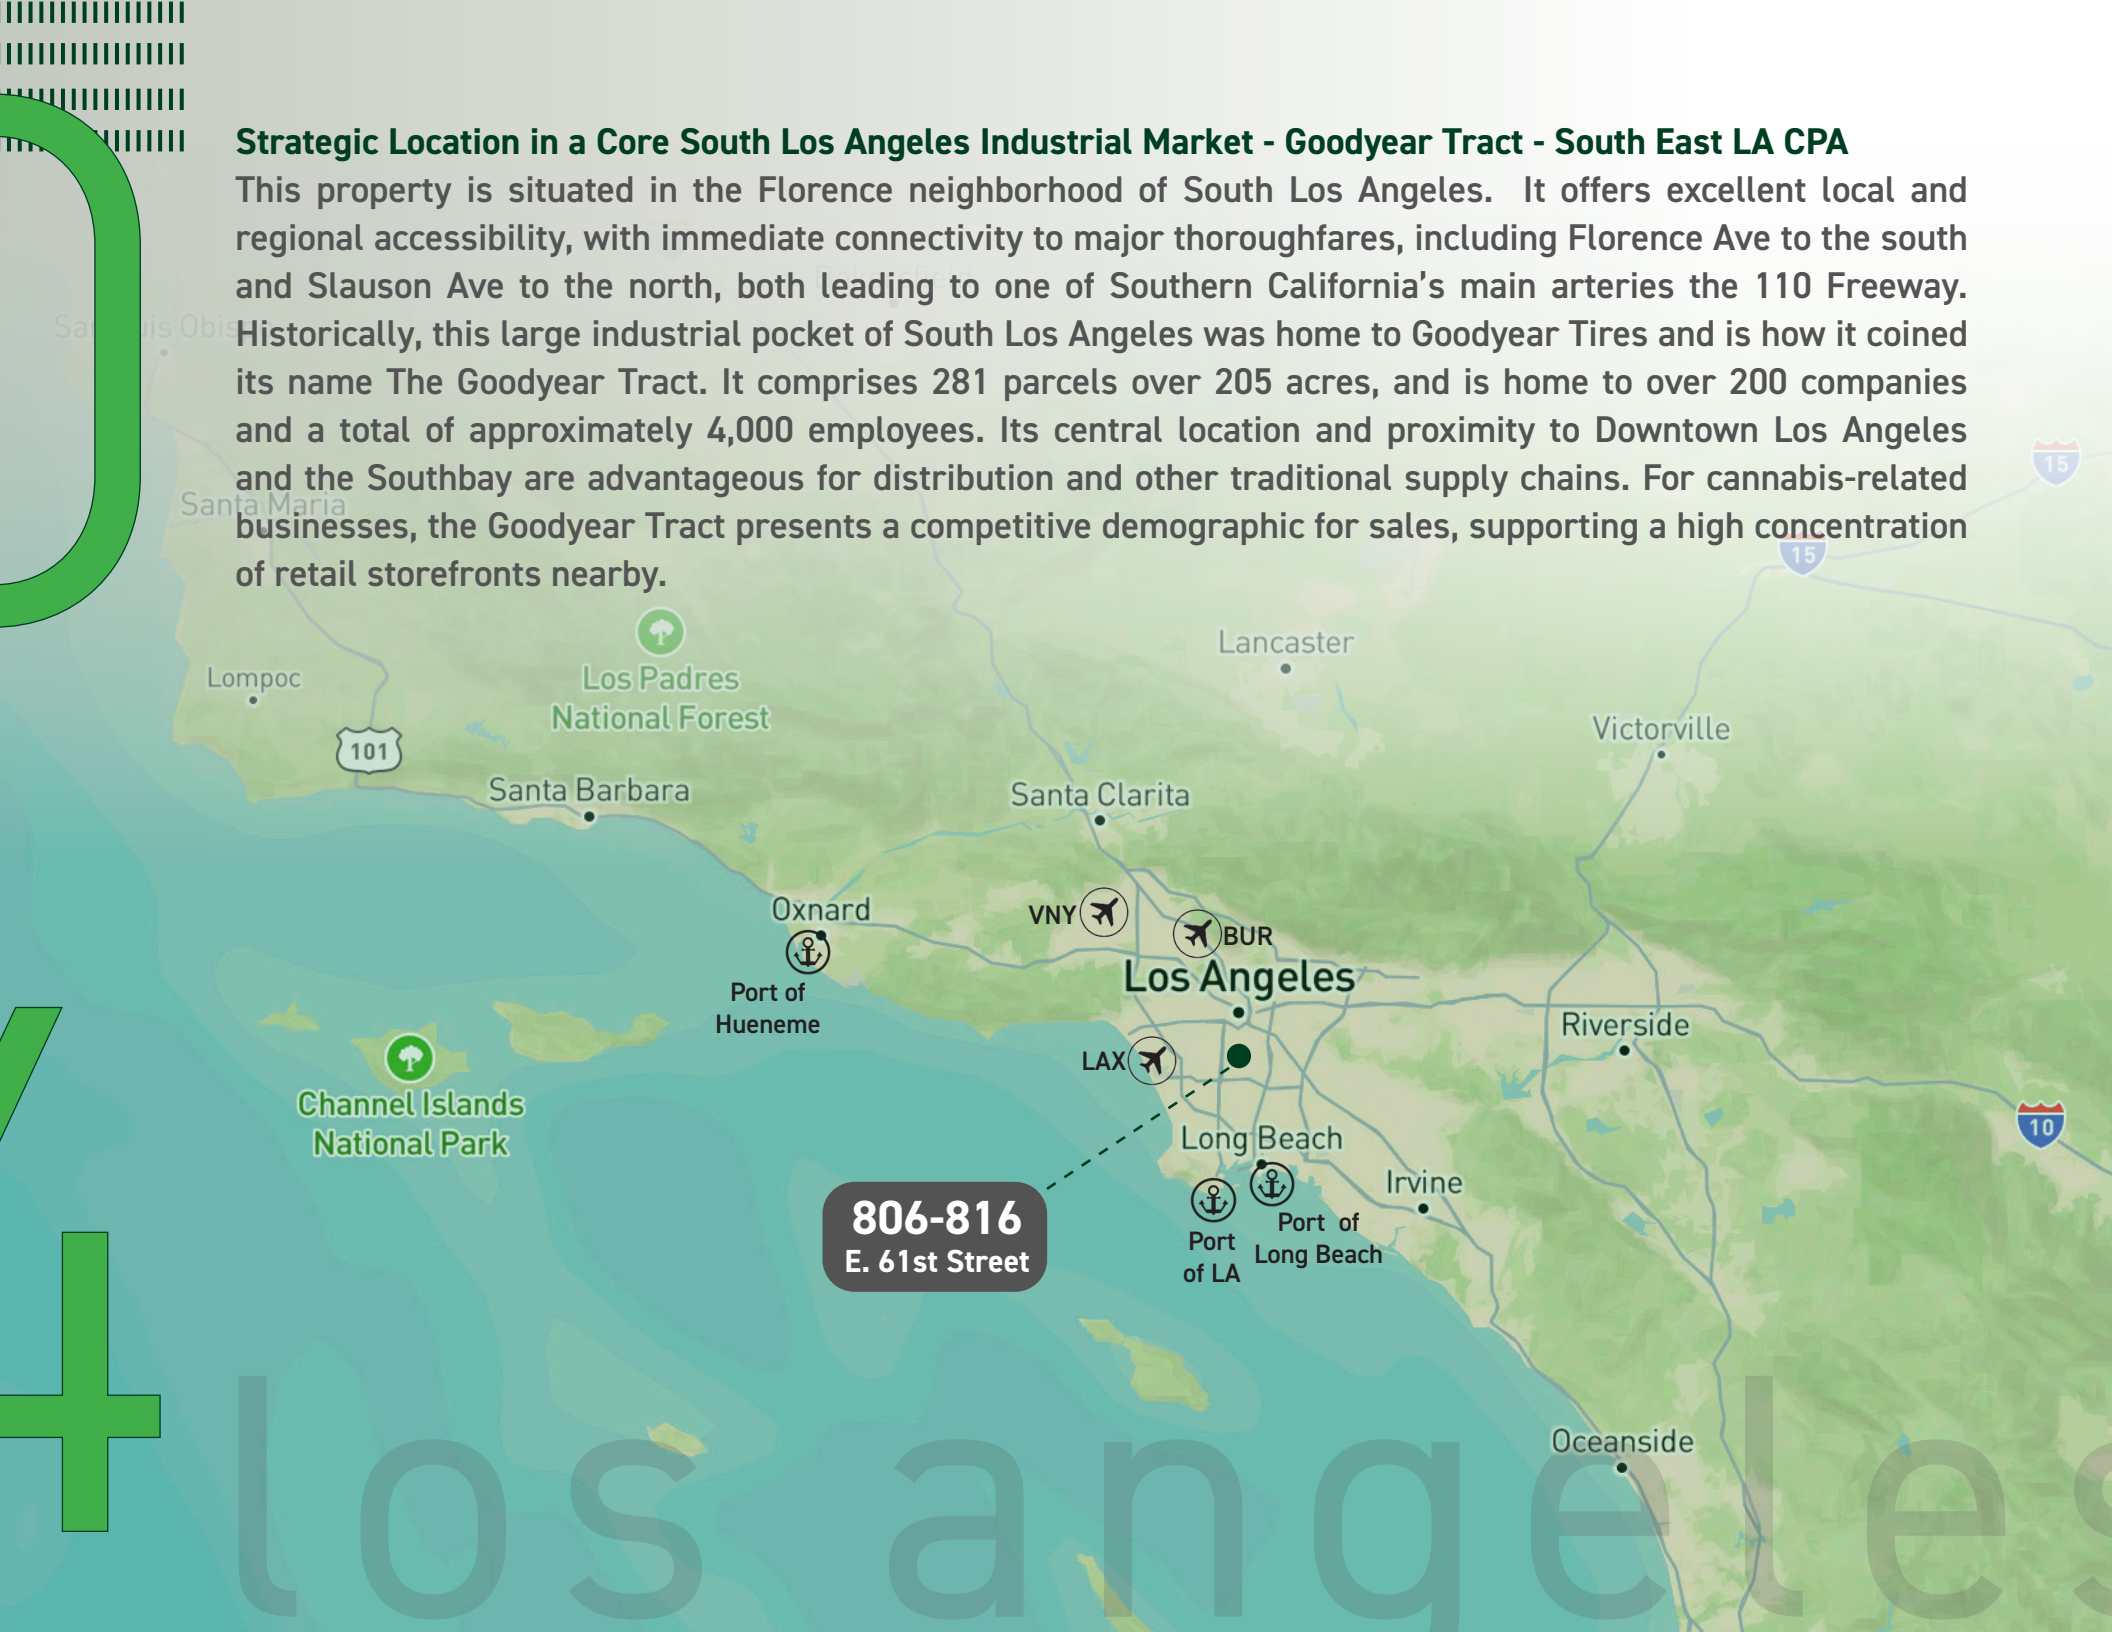 Strategic Location in a Core South Los Angeles Industrial Market - Goodyear Tract - South East LA CPA
This property is situated in the Florence neighborhood of South Los Angeles. It offers excellent local and
regional accessibility, with immediate connectivity to major thoroughfares, including Florence Ave to the south
and Slauson Ave to the north, both leading to one of Southern California's main arteries the 110 Freeway.
Historically, this large industrial pocket of South Los Angeles was home to Goodyear Tires and is how it coined
its name The Goodyear Tract. It comprises 281 parcels over 205 acres, and is home to over 200 companies
and a total of approximately 4,000 employees. Its central location and proximity to Downtown Los Angeles
and the Southbay are advantageous for distribution and other traditional supply chains. For cannabis-related
businesses, the Goodyear Tract presents a competitive demographic for sales, supporting a high concentration
of retail storefronts nearby.
Santa Maria
15
15
Lompoc
Los Padres
National Forest
Lancaster
Victorville
101
Santa Barbara
Santa Clarita
Oxnard
VNY
BUR
Los Angeles
Port of
Hueneme
Riverside
LAX
Channel Islands
National Park
10
Long Beach
Irvine
806-816
E. 61st Street
Port
of LA
Port of
Long Beach
Oceanside
los angeles
4